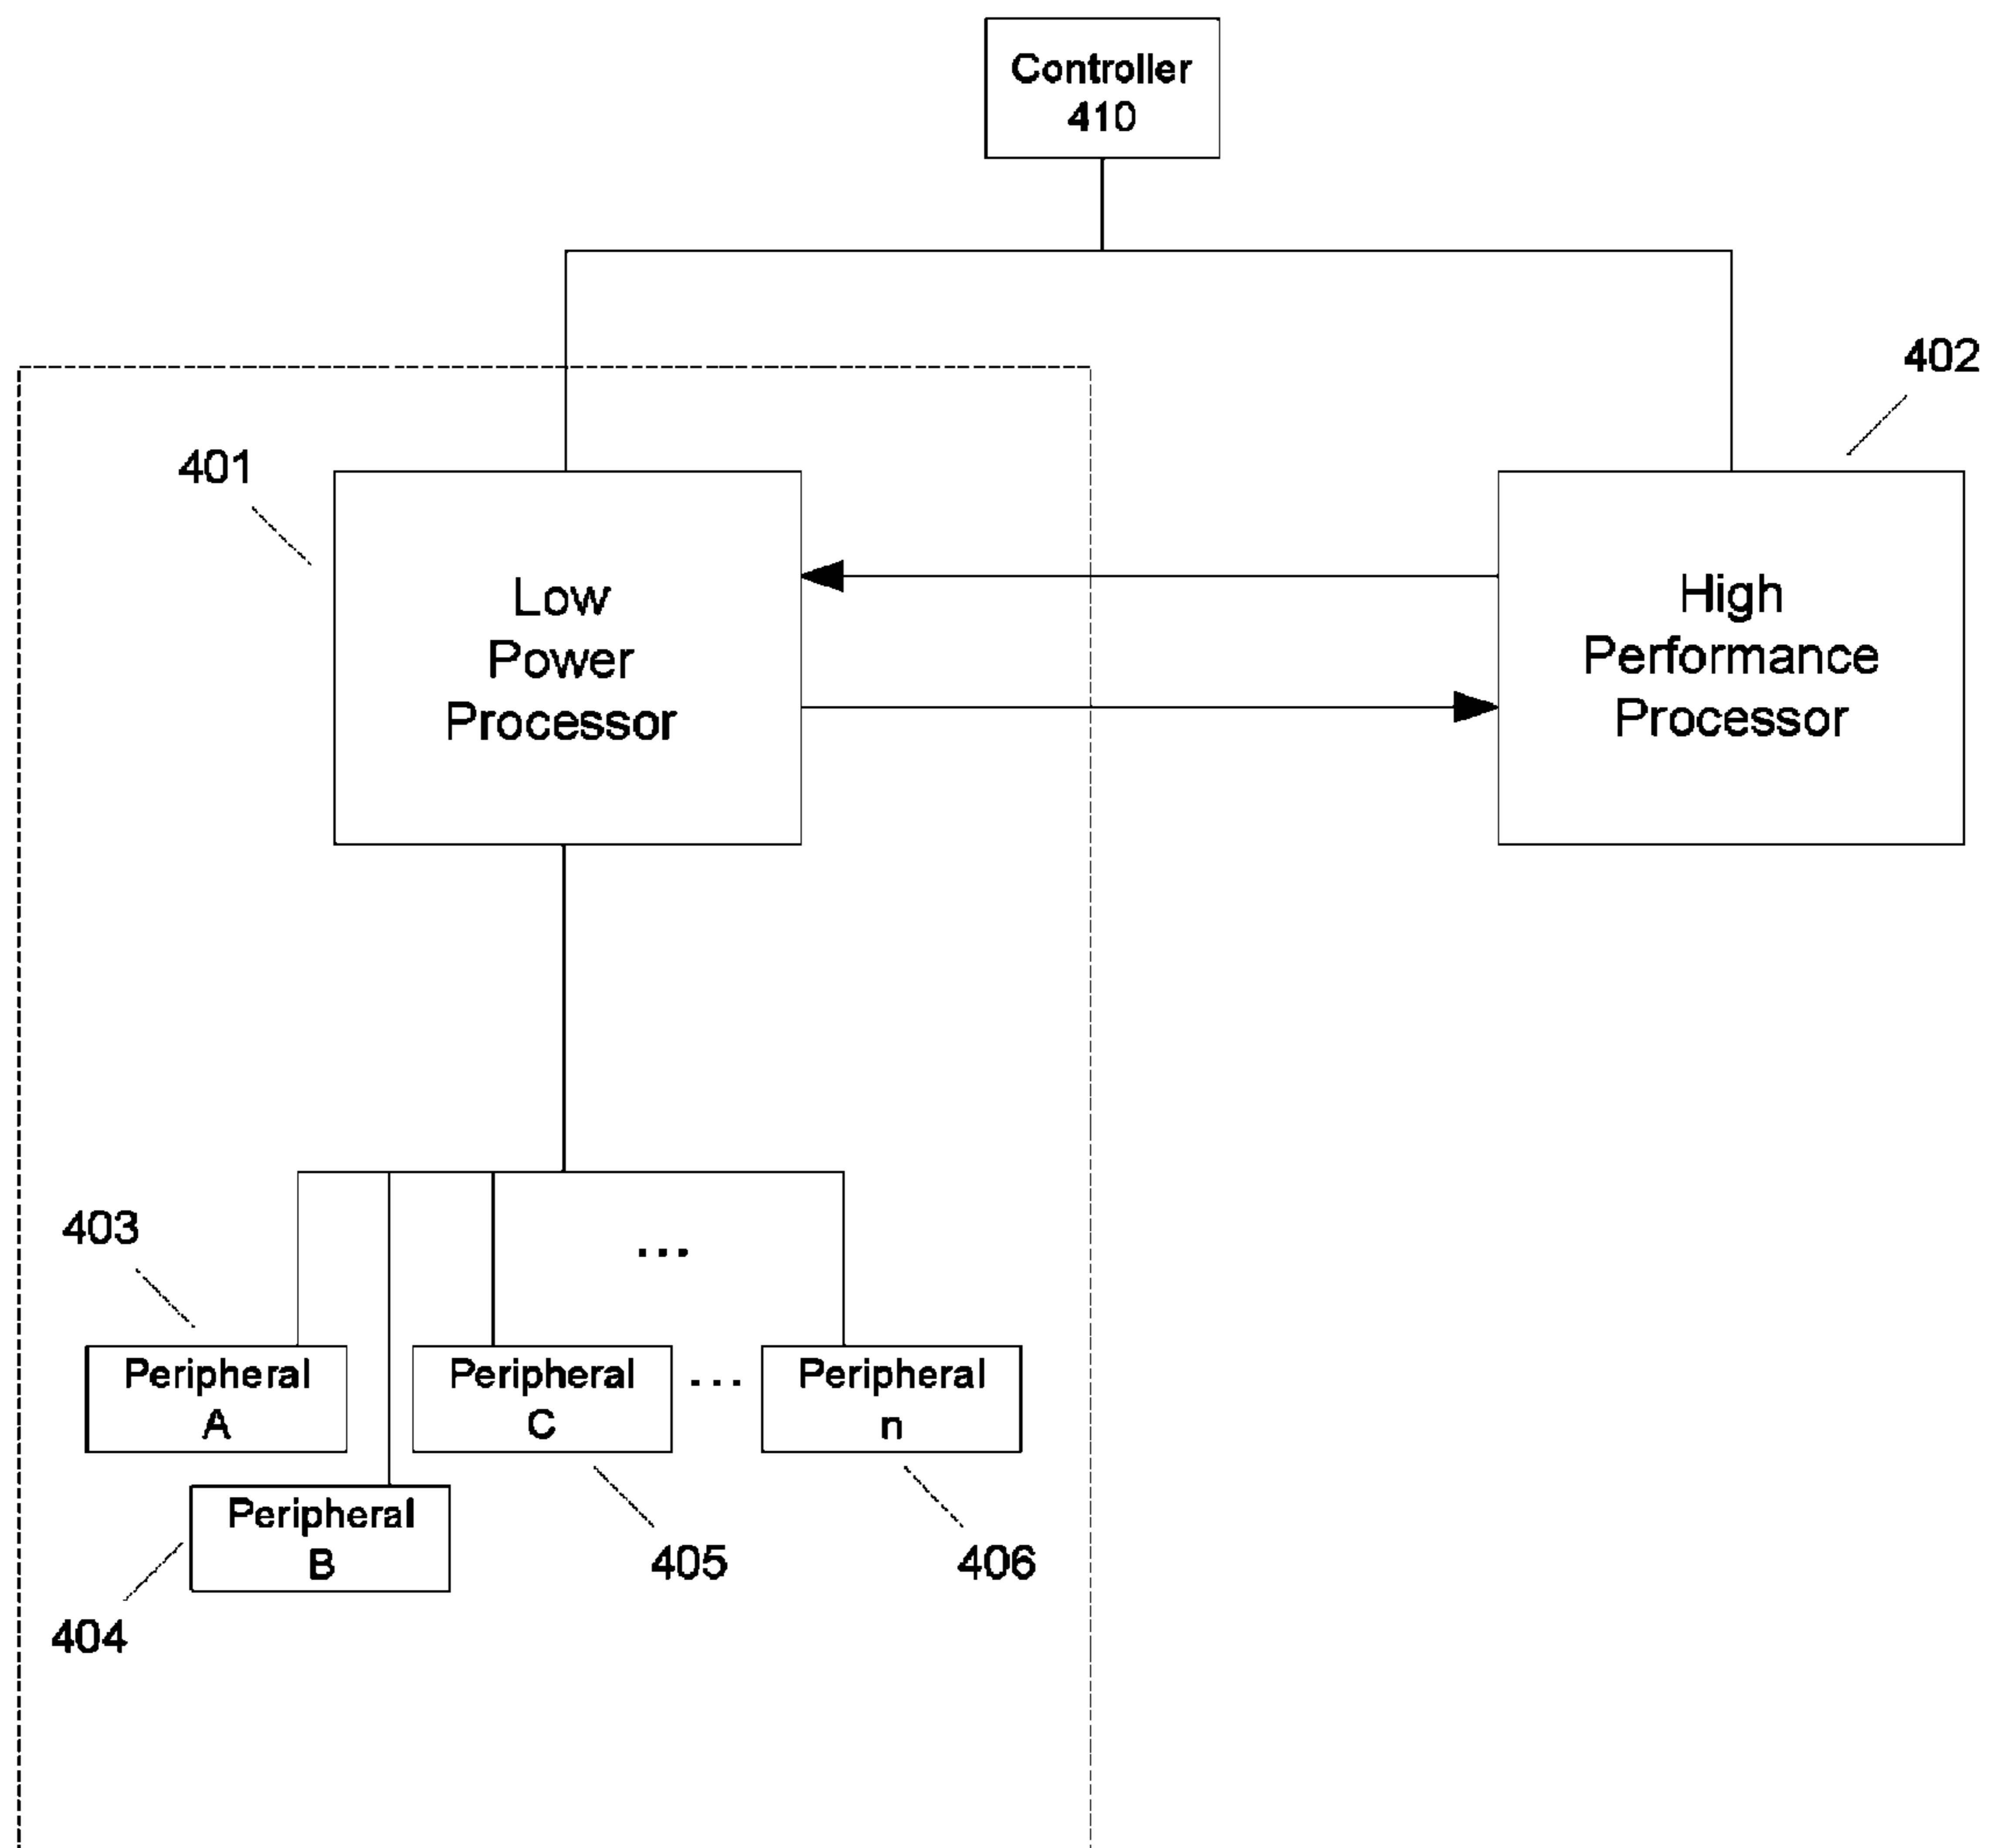 Controller
410
402
401
Low
Power
Processor
High
Performance
Processor
403
...
Peripheral
A
Peripheral
C
...
Peripheral
n
Peripheral
B
405
406
404